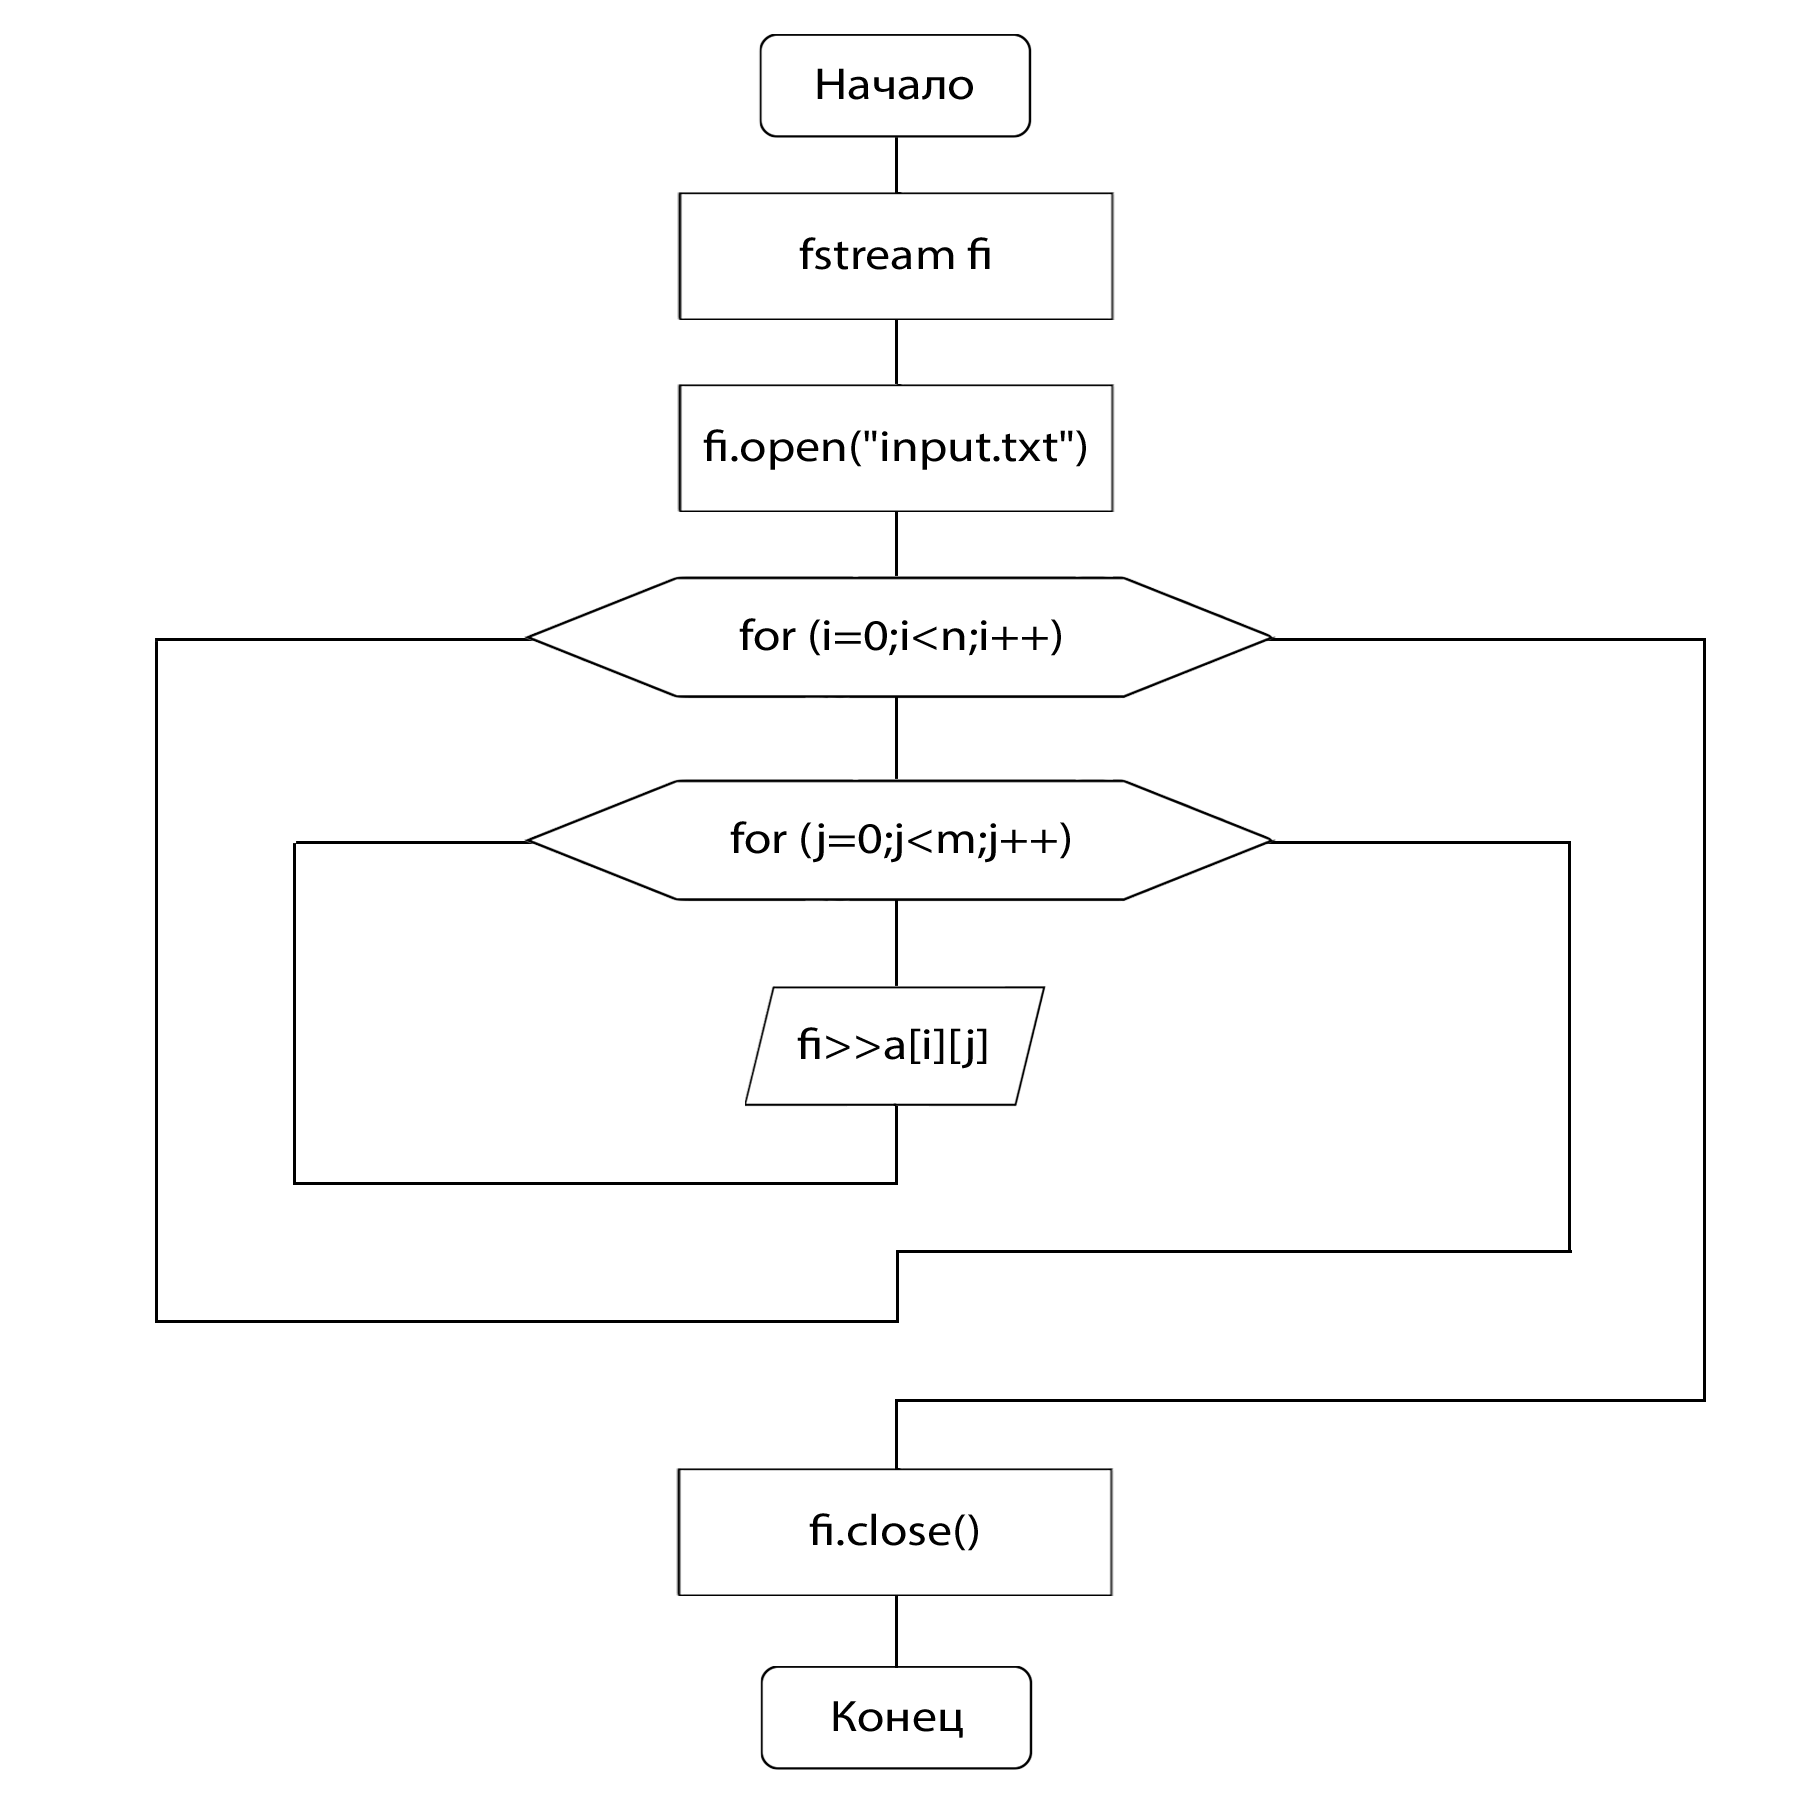 Начало
fstream fi
fi.open("input.txt")
for (i=0;i<n;i++)
for (j=0;j<m;j++)
fi>>a[i][j]
fi.close()
Конец